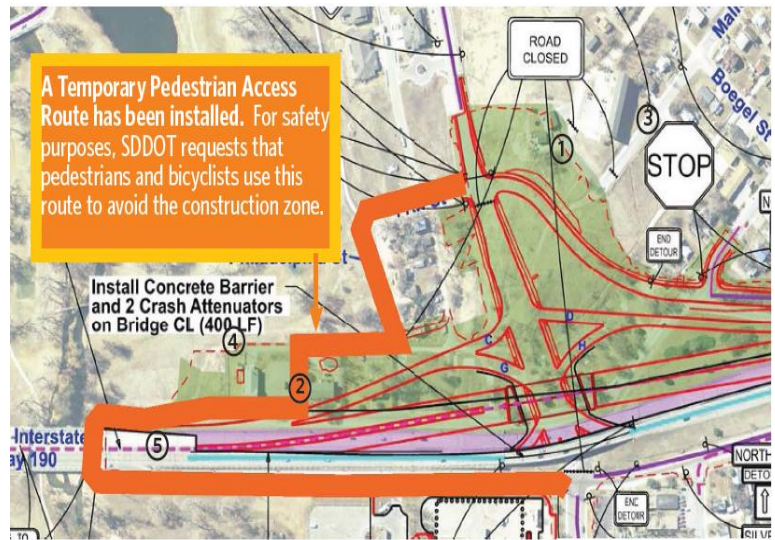 ROAD
CLOSED
Boegel St
A Temporary Pedestrian Access
Route has been installed. For safety
purposes, SDDOT requests that
pedestrians and bicyclists use this
route to avoid the construction zone.
1
3
STOP
END
DETOUR
Install Concrete Barrier
and 2 Crash Attenuators
on Bridge CL (400 LF)
4
2
C
D
G
H
Interstate
190
5
NORTH
END
DETOUR